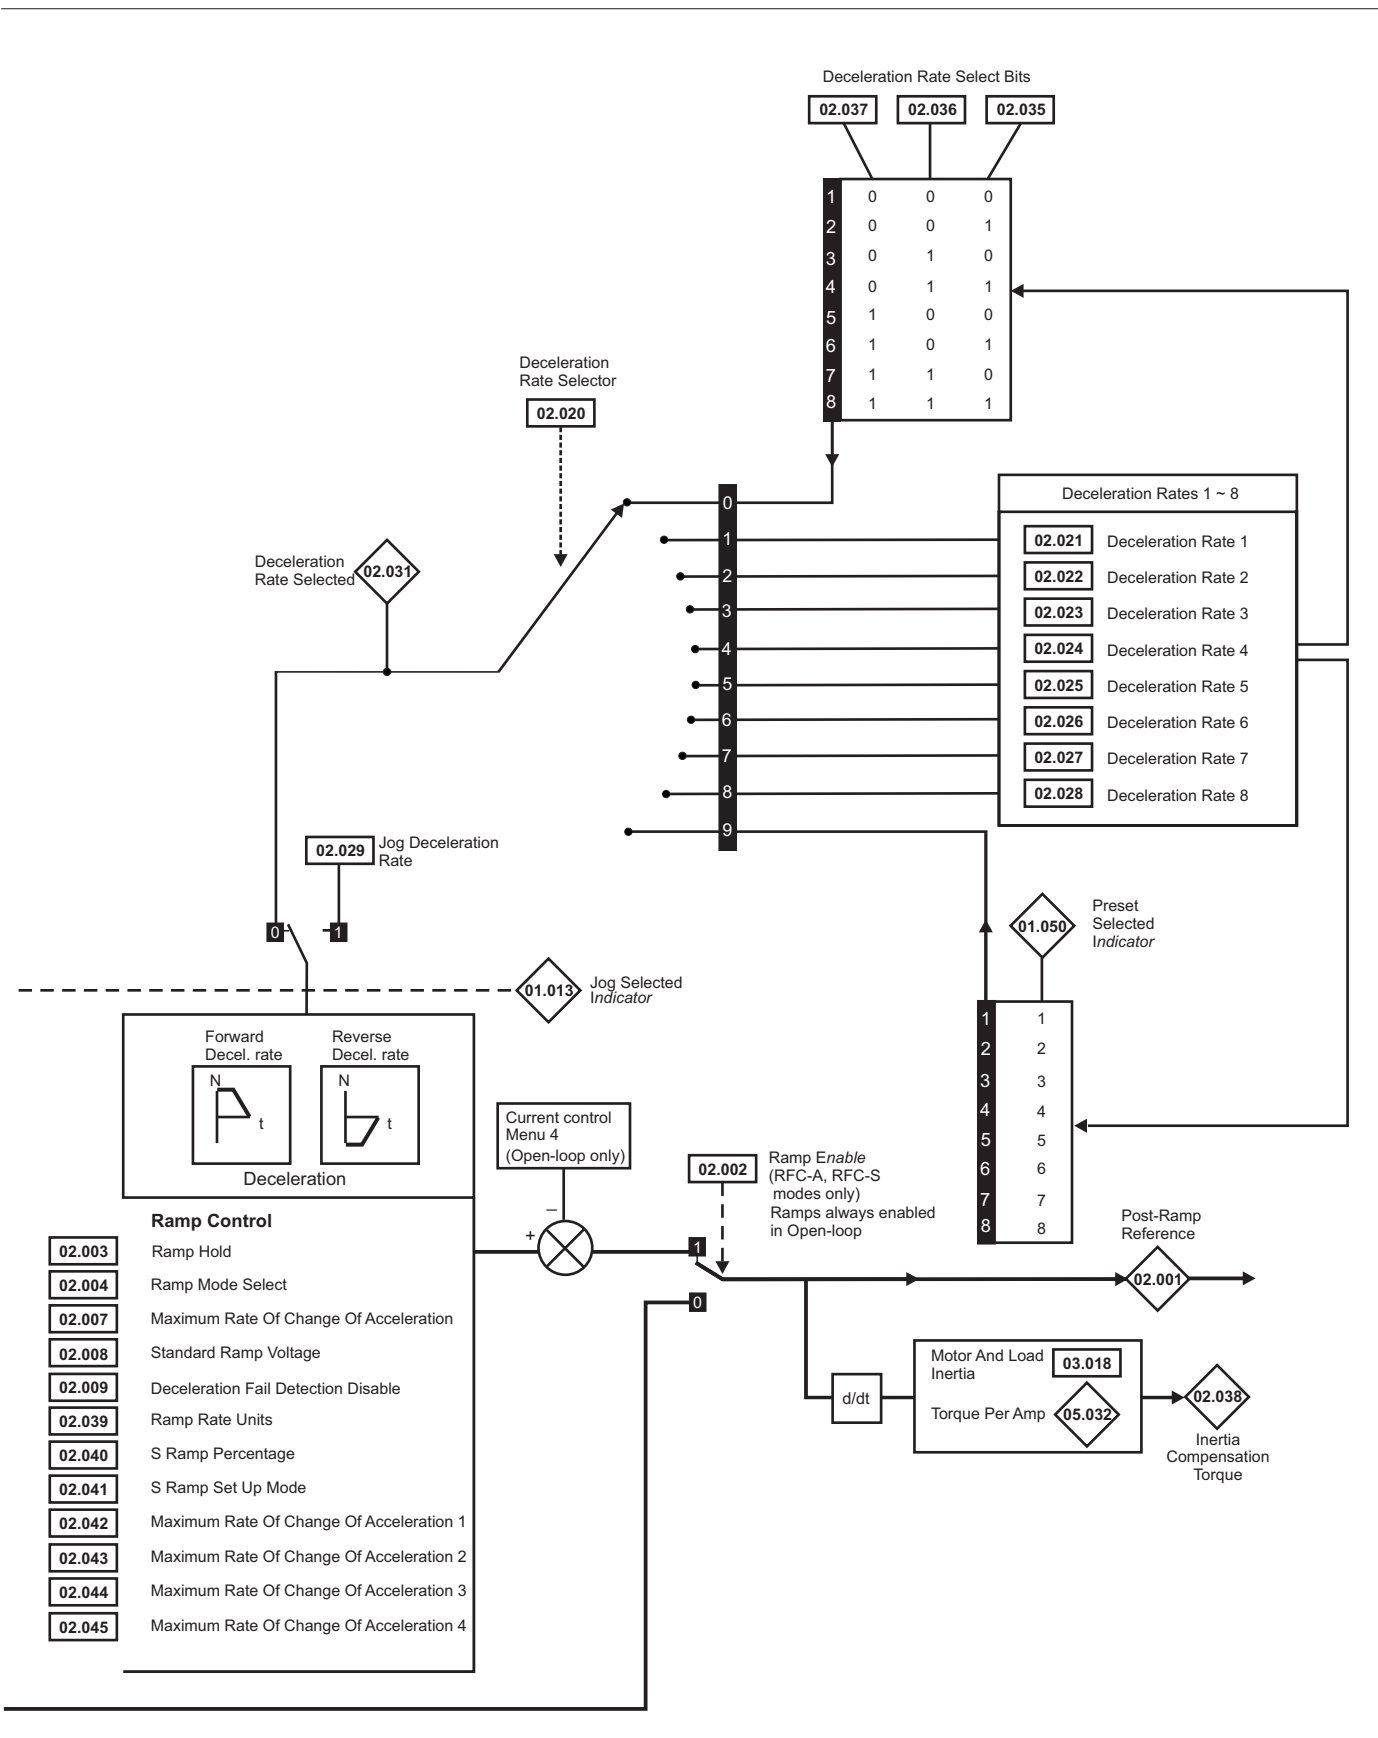 Deceleration Rate Select Bits
02.037 02.036 02.035
1 0 0 0
2 0 0 1
3 0 1 0
4 0 1 1
5 1 0 0
6 1 0 1
7 1 1 0
8 1 1 1
Deceleration
Rate Selector
02.020
0
1
2
3
4
5
6
7
8
9
Deceleration Rates 1 ~ 8
02.021 Deceleration Rate 1
02.022 Deceleration Rate 2
02.023 Deceleration Rate 3
02.024 Deceleration Rate 4
02.025 Deceleration Rate 5
02.026 Deceleration Rate 6
02.027 Deceleration Rate 7
02.028 Deceleration Rate 8
Deceleration
Rate Selected
02.031
02.029
Jog Deceleration
Rate
0 1
01.013
Jog Selected
Indicator
01.050
Preset
Selected
Indicator
1 1
2 2
3 3
4 4
5 5
6 6
7 7
8 8
Forward
Decel. rate
N
t
Reverse
Decel. rate
N
t
Deceleration
Current control
Menu 4
(Open-loop only)
–
+
02.002
Ramp Enable
(RFC-A, RFC-S
modes only)
Ramps always enabled
in Open-loop
1
0
Post-Ramp
Reference
02.001
d/dt
Motor And Load
Inertia
03.018
Torque Per Amp
05.032
02.038
Inertia
Compensation
Torque
Ramp Control
02.003 Ramp Hold
02.004 Ramp Mode Select
02.007 Maximum Rate Of Change Of Acceleration
02.008 Standard Ramp Voltage
02.009 Deceleration Fail Detection Disable
02.039 Ramp Rate Units
02.040 S Ramp Percentage
02.041 S Ramp Set Up Mode
02.042 Maximum Rate Of Change Of Acceleration 1
02.043 Maximum Rate Of Change Of Acceleration 2
02.044 Maximum Rate Of Change Of Acceleration 3
02.045 Maximum Rate Of Change Of Acceleration 4